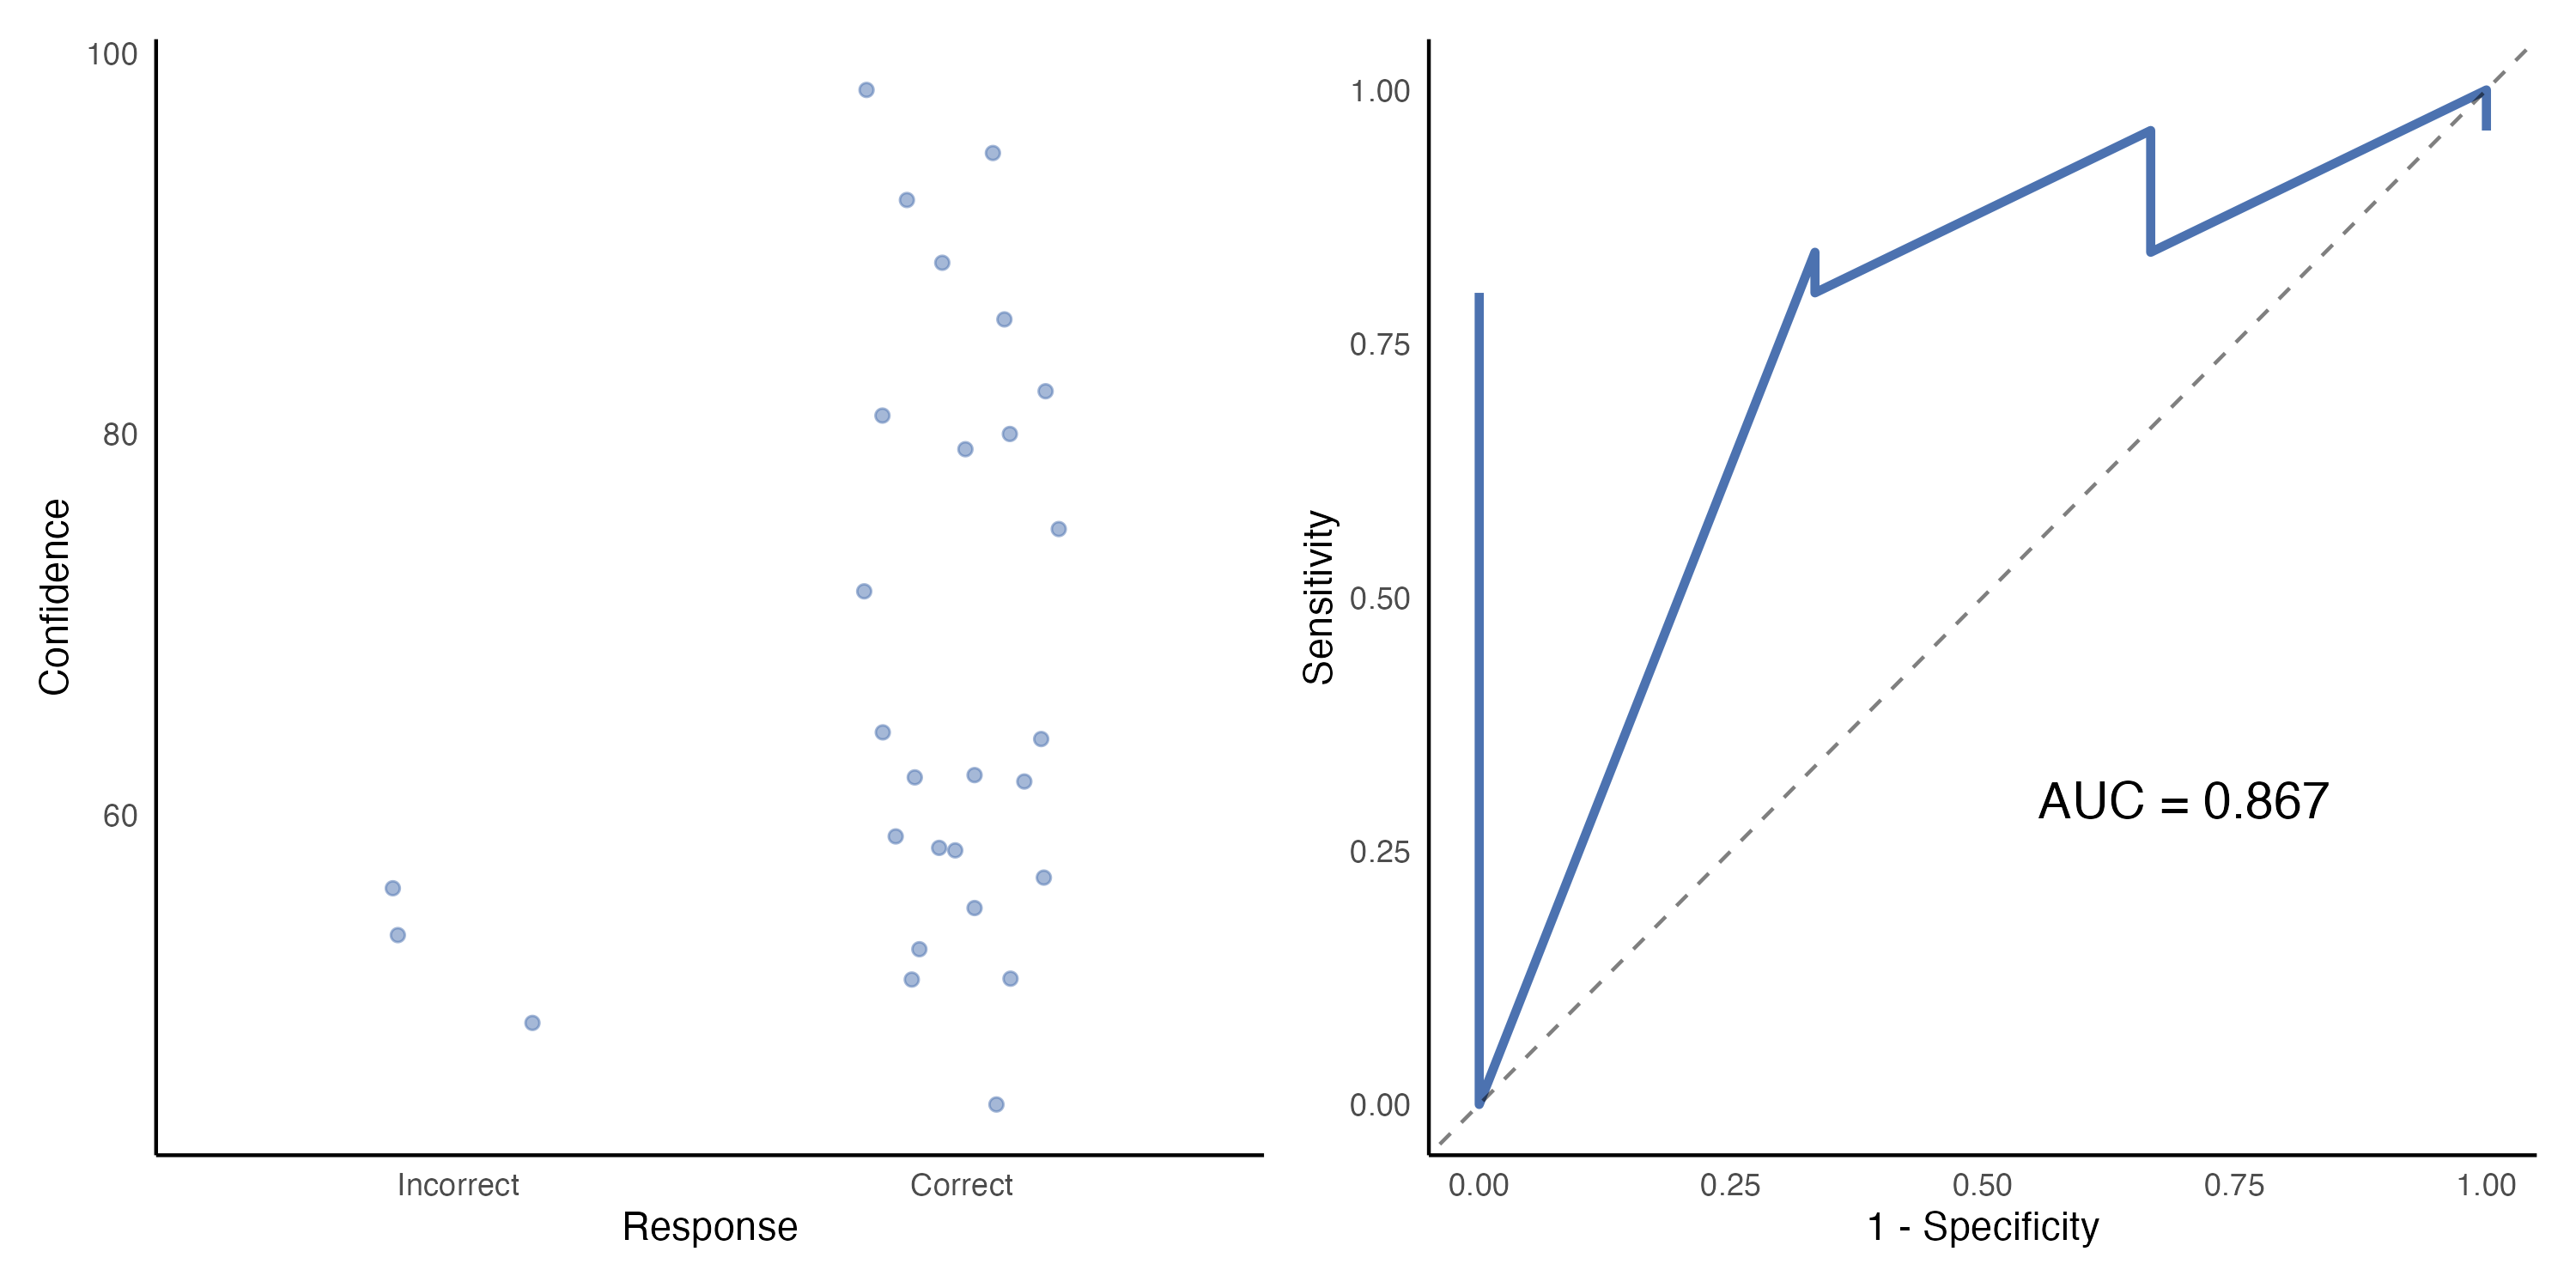 100
80
60
Confidence
Incorrect
Correct
Response
1.00
0.75
0.50
0.25
0.00
Sensitivity
AUC = 0.867
0.00
0.25
0.50
0.75
1.00
1 - Specificity